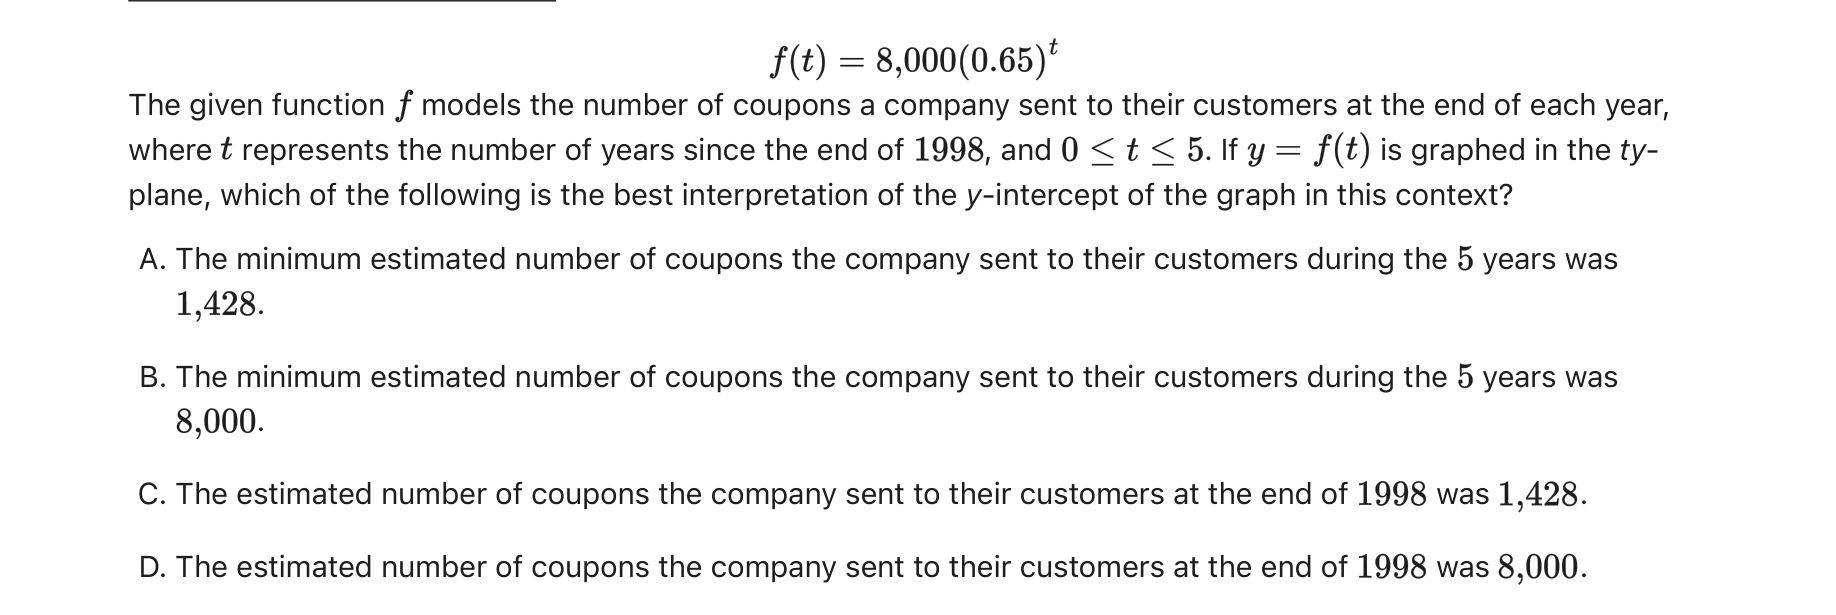 f(t) = 8,000(0.65)^t
The given function f models the number of coupons a company sent to their customers at the end of each year,
where t represents the number of years since the end of 1998, and 0 ≤ t ≤ 5. If y = f(t) is graphed in the ty-
plane, which of the following is the best interpretation of the y-intercept of the graph in this context?
A. The minimum estimated number of coupons the company sent to their customers during the 5 years was
1,428.
B. The minimum estimated number of coupons the company sent to their customers during the 5 years was
8,000.
C. The estimated number of coupons the company sent to their customers at the end of 1998 was 1,428.
D. The estimated number of coupons the company sent to their customers at the end of 1998 was 8,000.